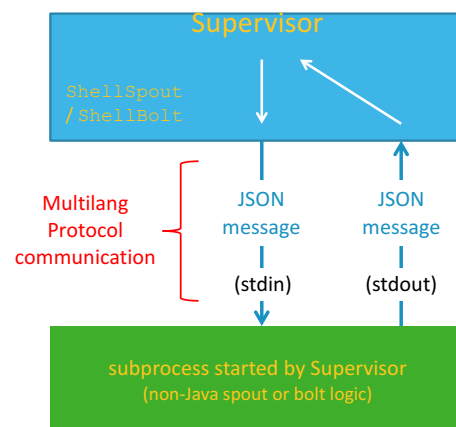 Supervisor
ShellSpout
/ShellBolt
Multilang
Protocol
communication
JSON
message
(stdin)
JSON
message
(stdout)
subprocess started by Supervisor
(non-Java spout or bolt logic)